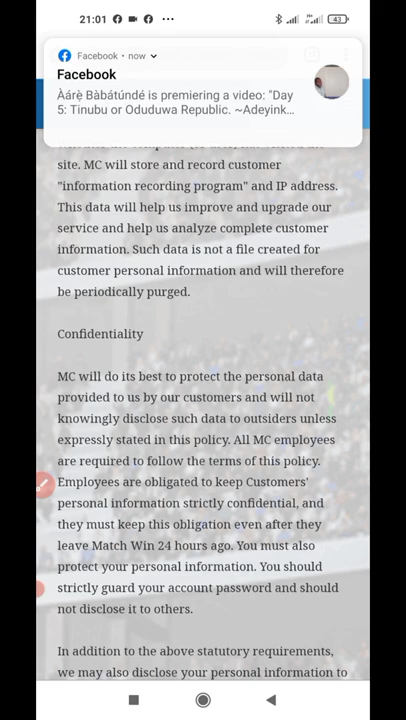 21:01
43
Facebook • now
Facebook
Ààrẹ̀ Bàbátúndé is premiering a video: "Day
5: Tinubu or Oduduwa Republic. ~Adeyink...
site. MC will store and record customer
"information recording program" and IP address.
This data will help us improve and upgrade our
service and help us analyze complete customer
information. Such data is not a file created for
customer personal information and will therefore
be periodically purged.
Confidentiality
MC will do its best to protect the personal data
provided to us by our customers and will not
knowingly disclose such data to outsiders unless
expressly stated in this policy. All MC employees
are required to follow the terms of this policy.
Employees are obligated to keep Customers'
personal information strictly confidential, and
they must keep this obligation even after they
leave Match Win 24 hours ago. You must also
protect your personal information. You should
strictly guard your account password and should
not disclose it to others.
In addition to the above statutory requirements,
we may also disclose your personal information to